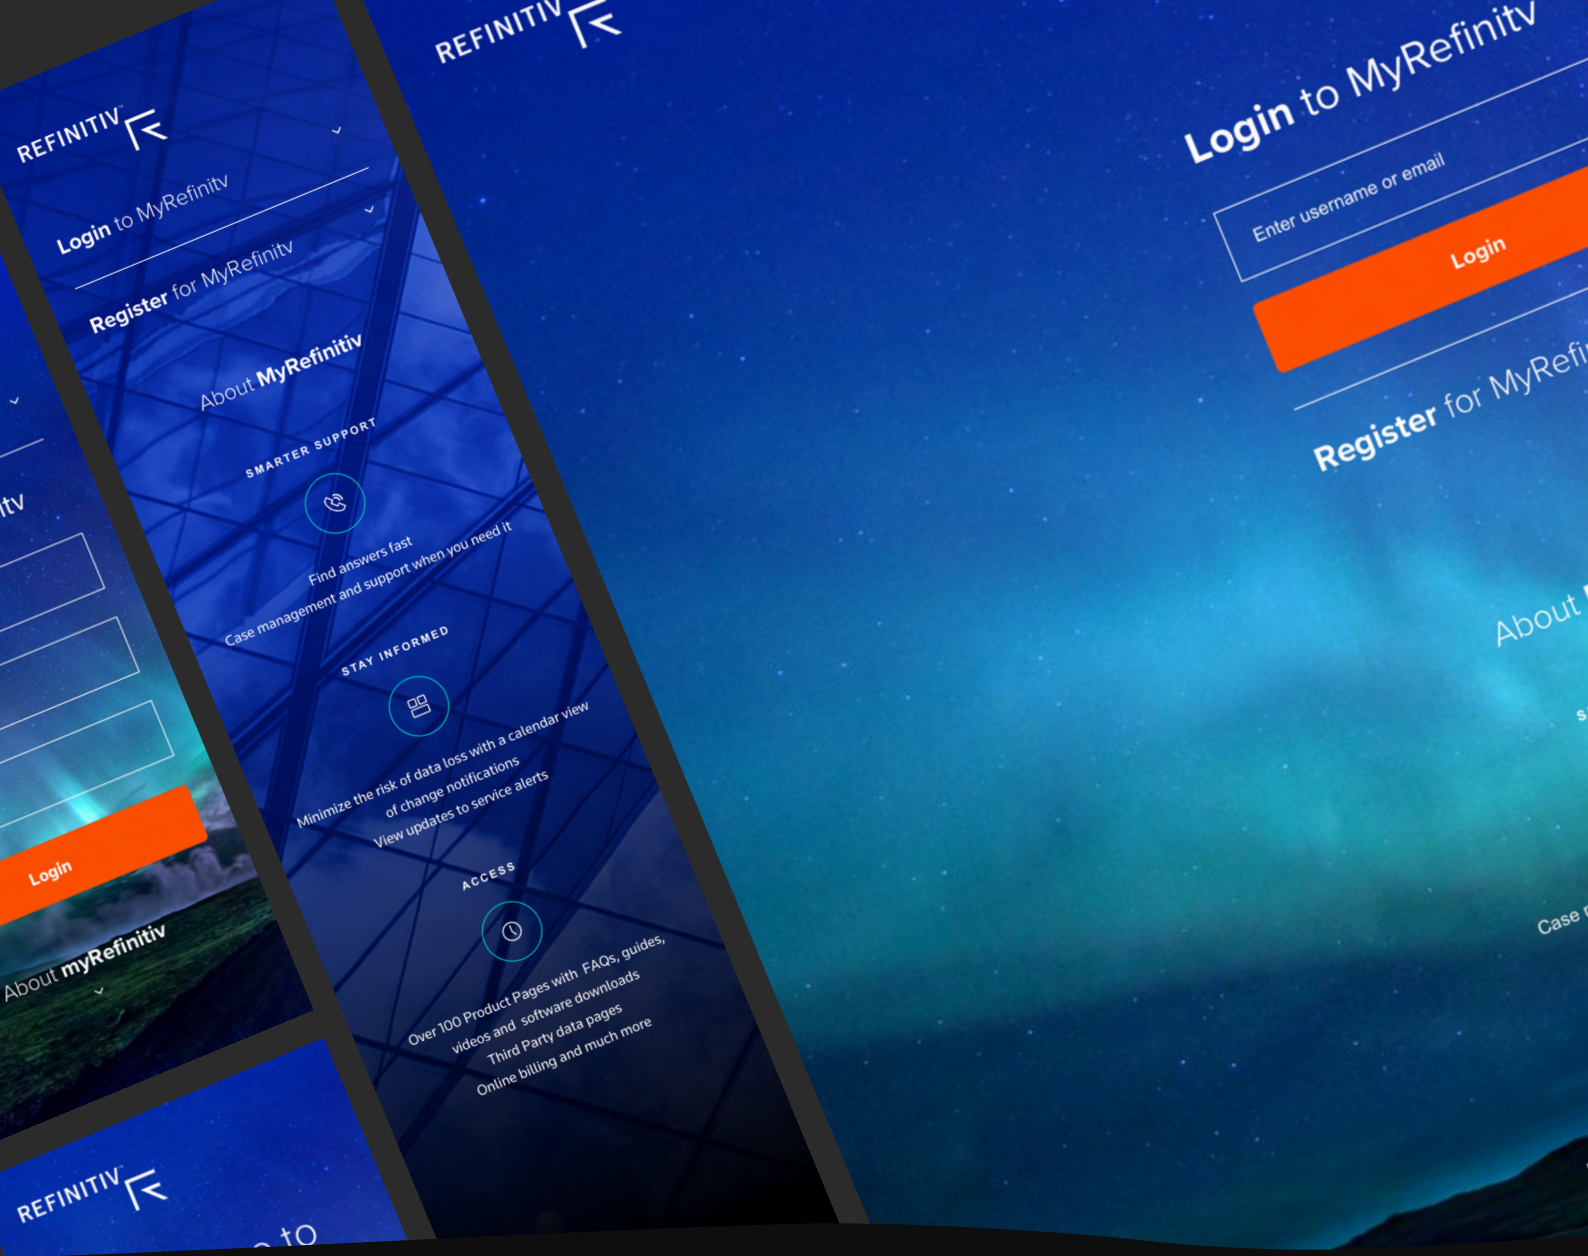 REFINITIV
Login to MyRefinitv
Register for MyRefinitv
About MyRefinitiv
SMARTER SUPPORT
Find answers fast
Case management and support when you need it
STAY INFORMED
Minimize the risk of data loss with a calendar view
of change notifications
View updates to service alerts
ACCESS
Over 100 Product Pages with FAQs, guides,
videos and software downloads
Third Party data pages
Online billing and much more
Login
About myRefinitiv
REFINITIV
to
REFINITIV
Login to MyRefinitv
Enter username or email
Login
Register for
About
Case